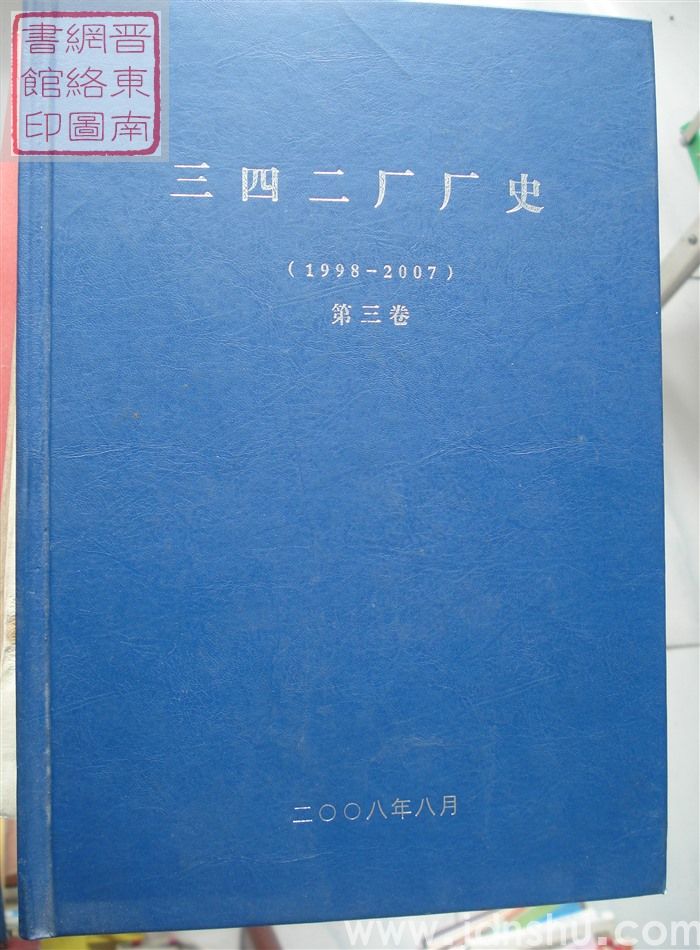 晋東南
網絡圖
書館印
三四二厂厂史
(1998-2007)
第三卷
二〇〇八年八月
www.jdnshu.com